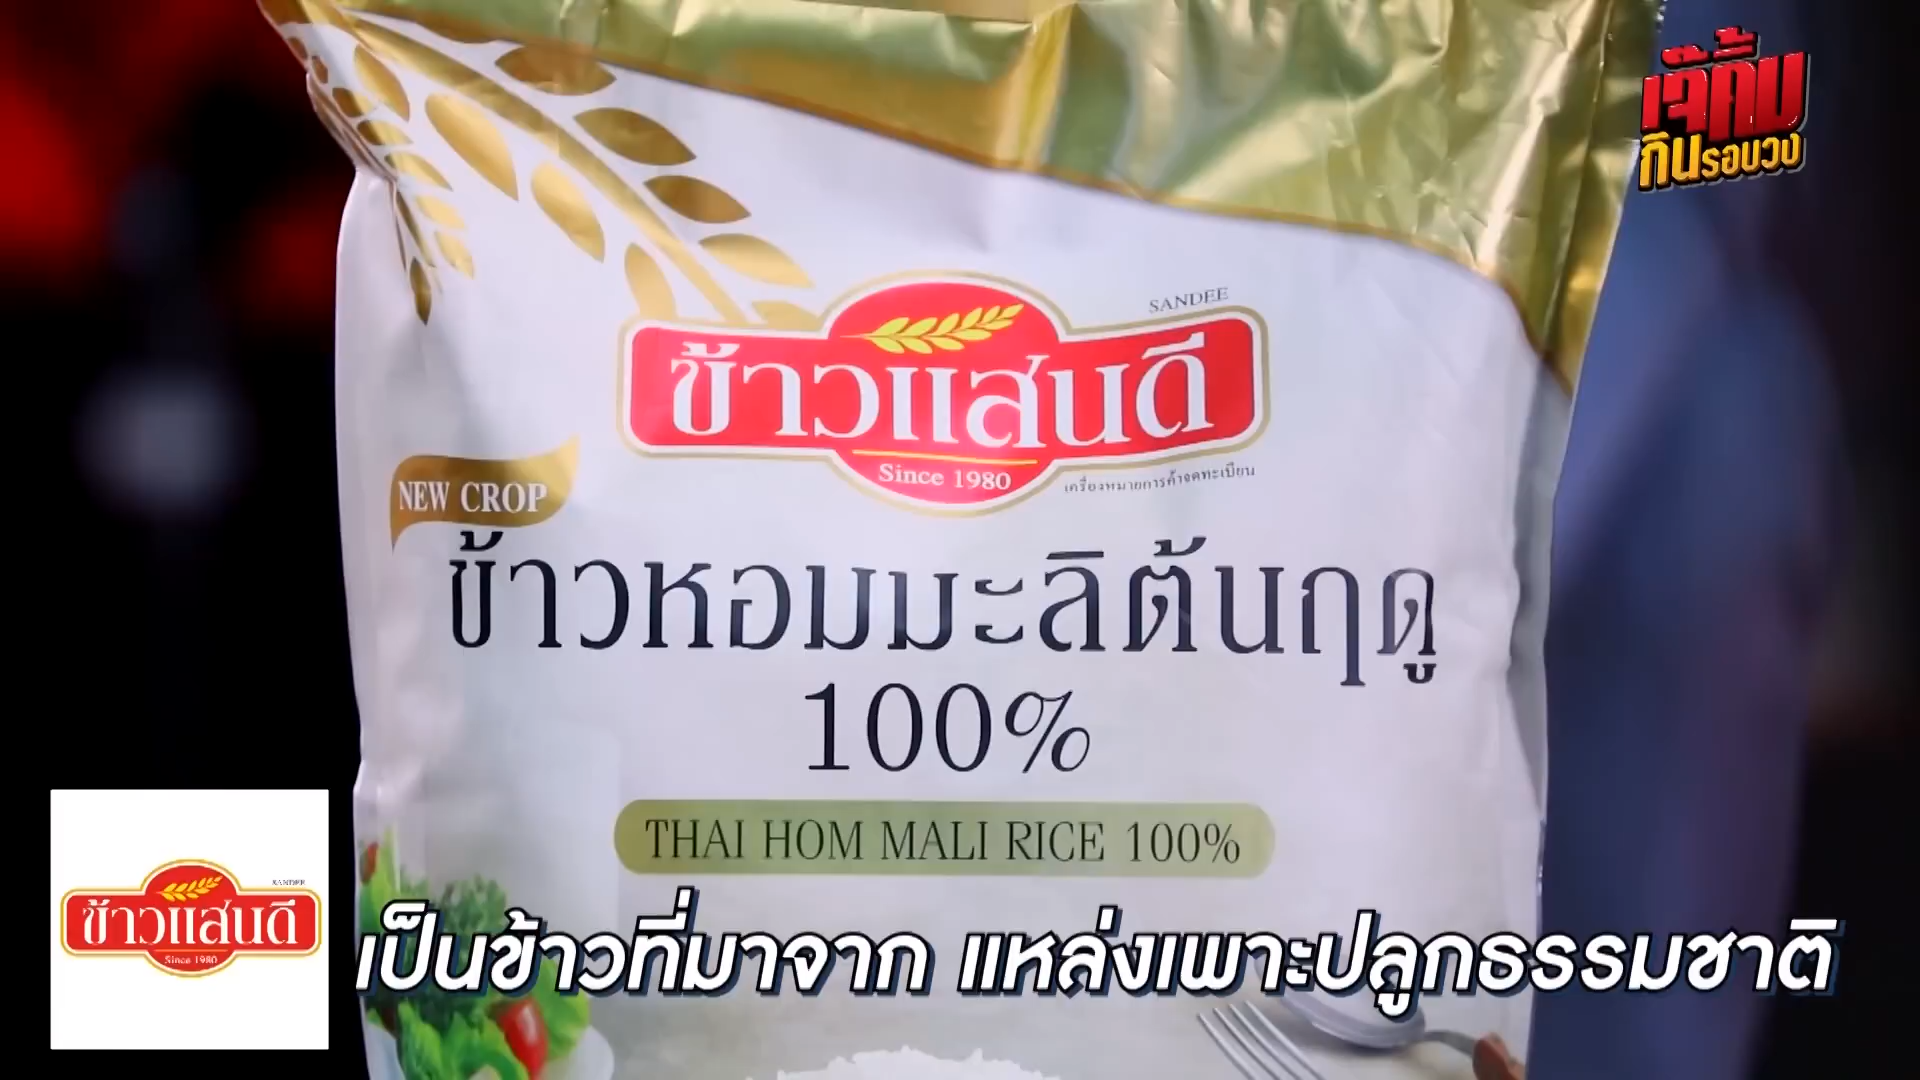 เจ๊คิ้ม
กินรอบวง
SANDEE
ข้าวแสนดี
Since 1980
เครื่องหมายการค้าจดทะเบียน
NEW CROP
ข้าวหอมมะลิต้นฤดู
100%
THAI HOM MALI RICE 100%
SANDEE
ข้าวแสนดี
Since 1980
เป็นข้าวที่มาจาก แหล่งเพาะปลูกธรรมชาติ